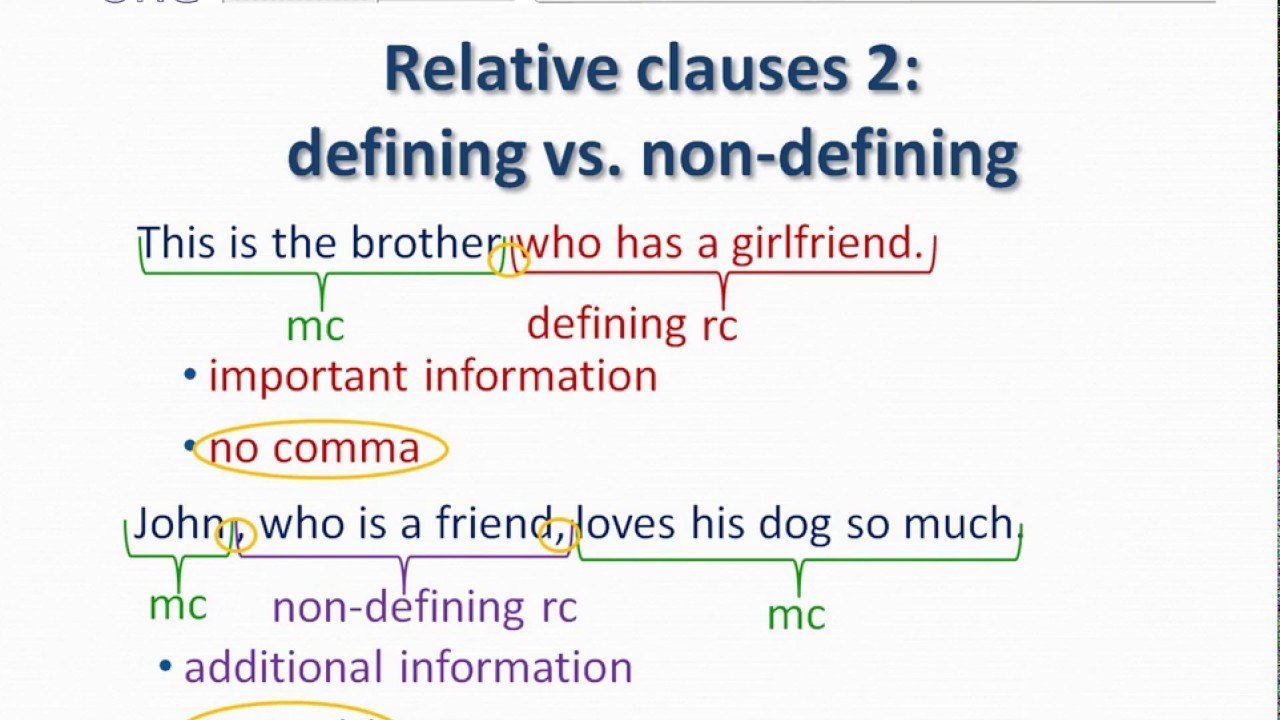 Relative clauses 2:
defining vs. non-defining
This is the brother who has a girlfriend.
mc defining rc
• important information
• no comma
John, who is a friend, loves his dog so much.
mc non-defining rc mc
• additional information